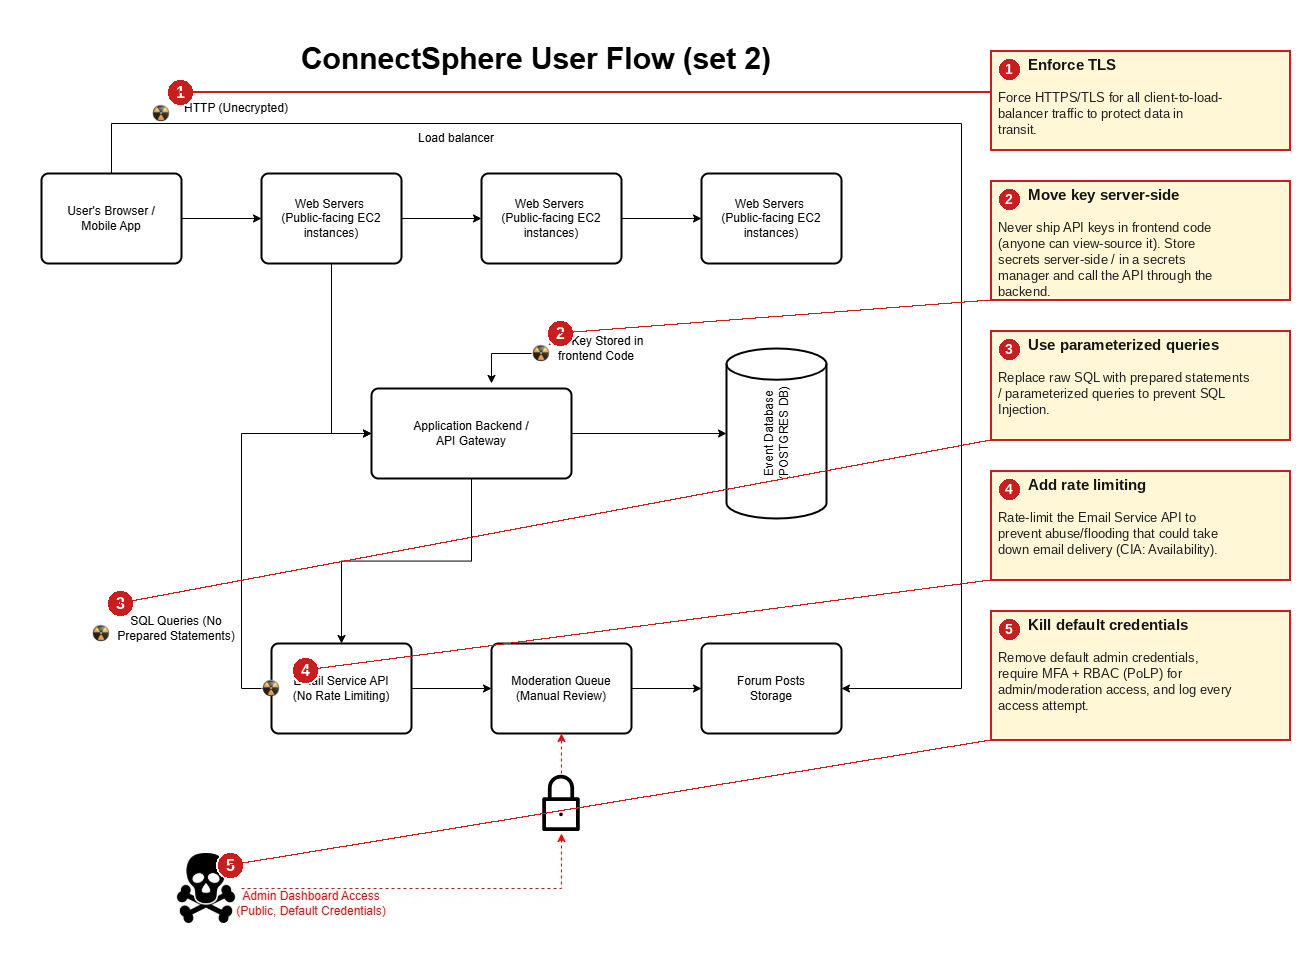 ConnectSphere User Flow (set 2)
1
HTTP (Unecrypted)
Load balancer
User's Browser /
Mobile App
Web Servers
(Public-facing EC2
instances)
Web Servers
(Public-facing EC2
instances)
Web Servers
(Public-facing EC2
instances)
2
Key Stored in
frontend Code
Application Backend /
API Gateway
Event Database
(POSTGRES DB)
3
SQL Queries (No
Prepared Statements)
4
Service API
(No Rate Limiting)
Moderation Queue
(Manual Review)
Forum Posts
Storage
5
Admin Dashboard Access
(Public, Default Credentials)
1 Enforce TLS
Force HTTPS/TLS for all client-to-load-
balancer traffic to protect data in
transit.
2 Move key server-side
Never ship API keys in frontend code
(anyone can view-source it). Store
secrets server-side / in a secrets
manager and call the API through the
backend.
3 Use parameterized queries
Replace raw SQL with prepared statements
/ parameterized queries to prevent SQL
Injection.
4 Add rate limiting
Rate-limit the Email Service API to
prevent abuse/flooding that could take
down email delivery (CIA: Availability).
5 Kill default credentials
Remove default admin credentials,
require MFA + RBAC (PoLP) for
admin/moderation access, and log every
access attempt.